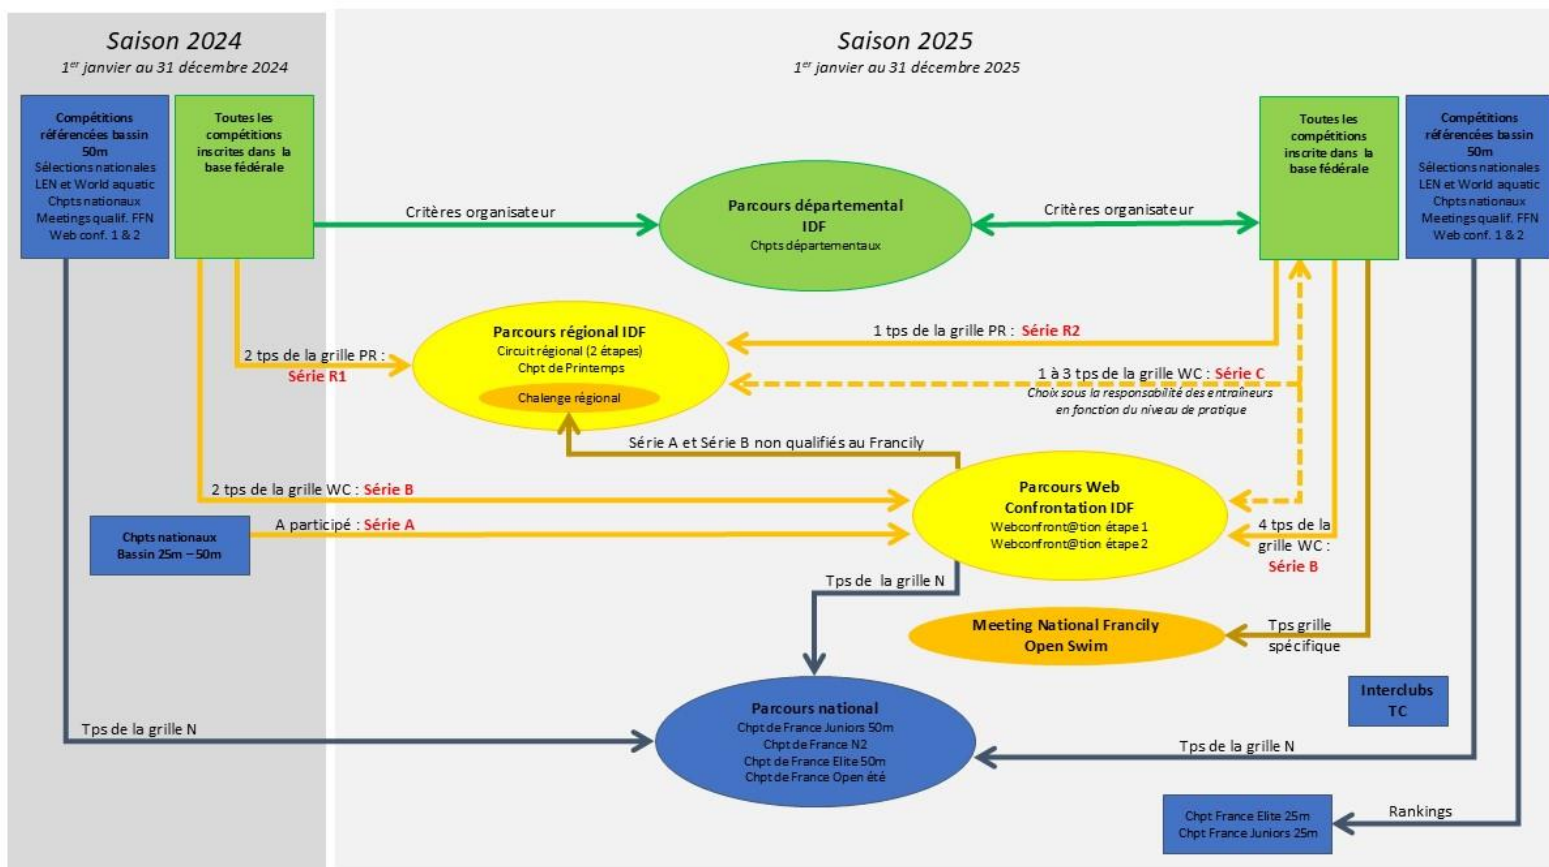 Saison 2024
1er janvier au 31 décembre 2024
Saison 2025
1er janvier au 31 décembre 2025
Compétitions
référencées bassin
50m
Sélections nationales
LEN et World aquatic
Chpts nationaux
Meetings qualif. FFN
Web conf. 1 & 2
Toutes les
compétitions
inscrites dans la
base fédérale
Toutes les
compétitions
inscrite dans la
base fédérale
Compétitions
référencées bassin
50m
Sélections nationales
LEN et World aquatic
Chpts nationaux
Meetings qualif. FFN
Web conf. 1 & 2
Critères organisateur
Parcours départemental
IDF
Chpts départementaux
Critères organisateur
Parcours régional IDF
Circuit régional (2 étapes)
Chpt de Printemps
Chalenge régional
2 tps de la grille PR :
Série R1
1 tps de la grille PR : Série R2
1 à 3 tps de la grille WC : Série C
Choix sous la responsabilité des entraîneurs
en fonction du niveau de pratique
Série A et Série B non qualifiés au Francily
2 tps de la grille WC : Série B
A participé : Série A
Chpts nationaux
Bassin 25m – 50m
Parcours Web
Confrontation IDF
Webconfront@tion étape 1
Webconfront@tion étape 2
4 tps de la
grille WC :
Série B
Tps de la grille N
Meeting National Francily
Open Swim
Tps grille
spécifique
Interclubs
TC
Parcours national
Chpt de France Juniors 50m
Chpt de France N2
Chpt de France Elite 50m
Chpt de France Open été
Tps de la grille N
Tps de la grille N
Chpt France Elite 25m
Chpt France Juniors 25m
Rankings